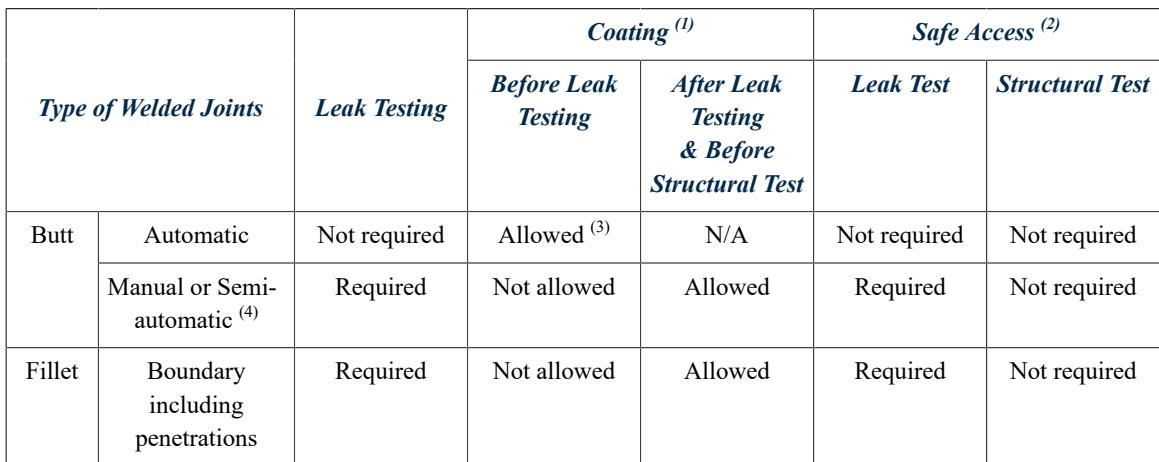 Type of Welded Joints
Leak Testing
Coating (1)
Safe Access (2)
Before Leak
Testing
After Leak
Testing
& Before
Structural Test
Leak Test
Structural Test
Butt
Automatic
Not required
Allowed (3)
N/A
Not required
Not required
Manual or Semi-
automatic (4)
Required
Not allowed
Allowed
Required
Not required
Fillet
Boundary
including
penetrations
Required
Not allowed
Allowed
Required
Not required